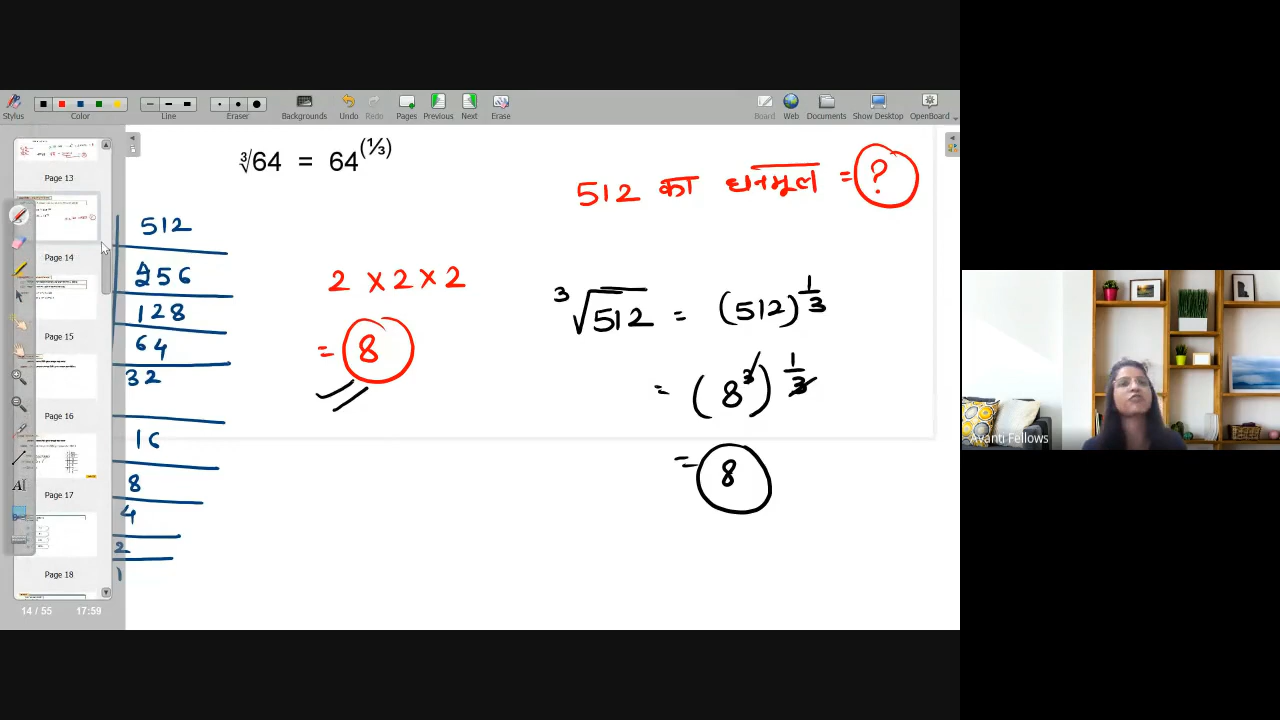 Stylus Color Line Eraser Backgrounds Undo Redo Pages Previous Next Erase Board Web Documents Show Desktop OpenBoard
∛64 = 64^(1/3)
512 का घनमूल = ?
Page 13
512
256
128
64
32
16
8
4
2
1
2 × 2 × 2
= 8
∛512 = (512)^1/3
= (8^3)^1/3
= 8
Page 14
Page 15
Page 16
Page 17
Page 18
14 / 55 17:59
Avanti Fellows